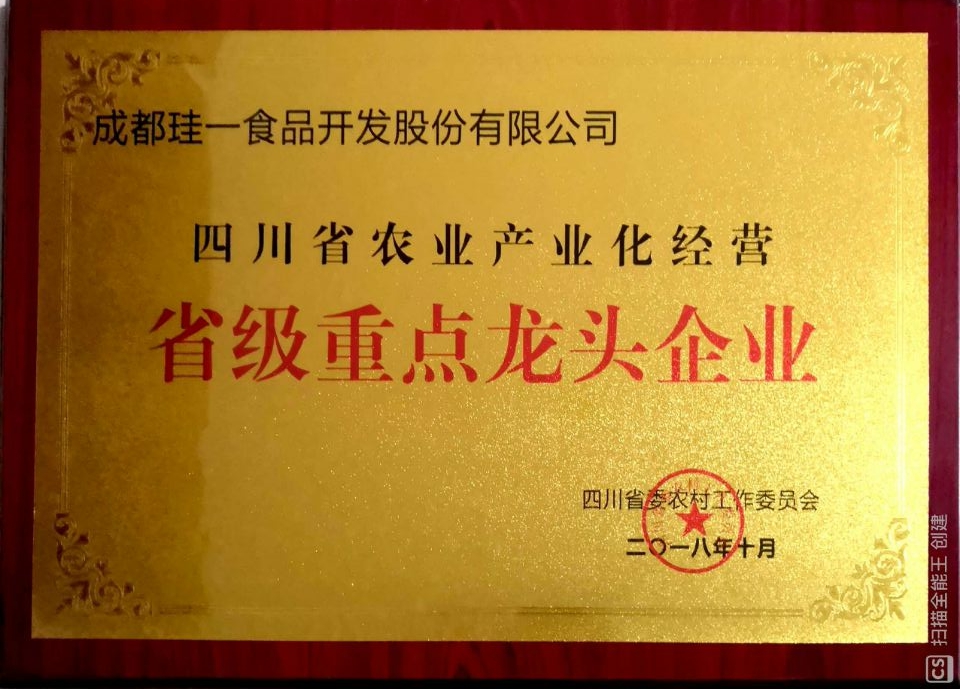 成都珪一食品开发股份有限公司
四川省农业产业化经营
省级重点龙头企业
四川省委农村工作委员会
二〇一八年十月
CS 扫描全能王 创建